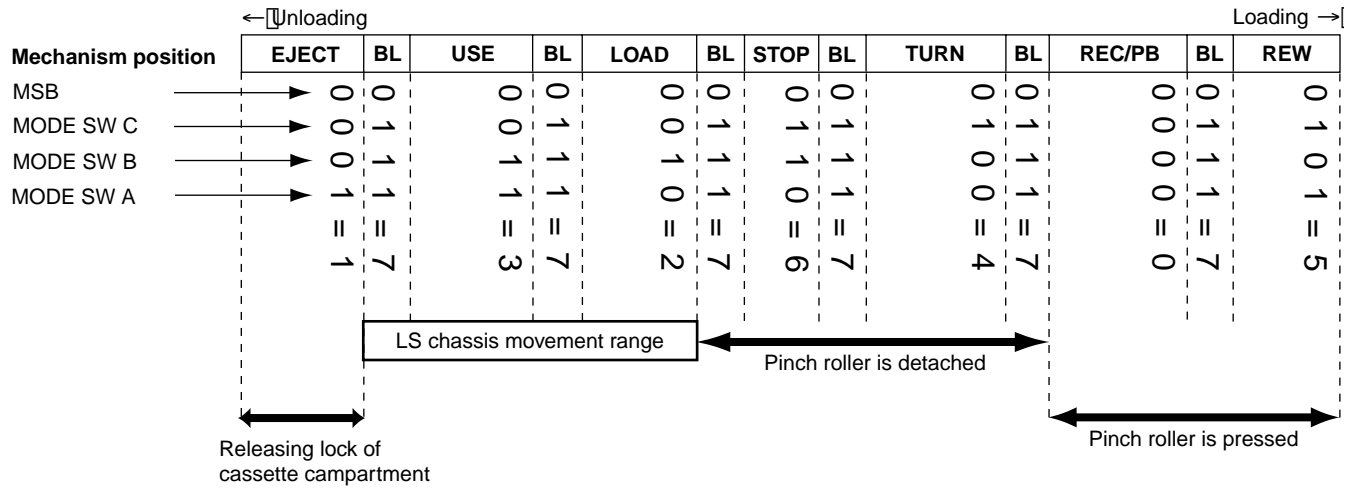 ←Unloading
Loading →
Mechanism position EJECT BL USE BL LOAD BL STOP BL TURN BL REC/PB BL REW
MSB 0 0 0 0 0 0 0 0 0 0 0 0 0
MODE SW C 0 1 0 1 0 1 1 1 1 1 0 1 1
MODE SW B 0 1 1 1 1 1 1 1 0 1 0 1 0
MODE SW A 1 1 1 1 0 1 0 1 0 1 0 1 1
= = = = = = = = = = = = =
1 7 3 7 2 7 6 7 4 7 0 7 5
LS chassis movement range
Pinch roller is detached
Releasing lock of
cassette campartment
Pinch roller is pressed